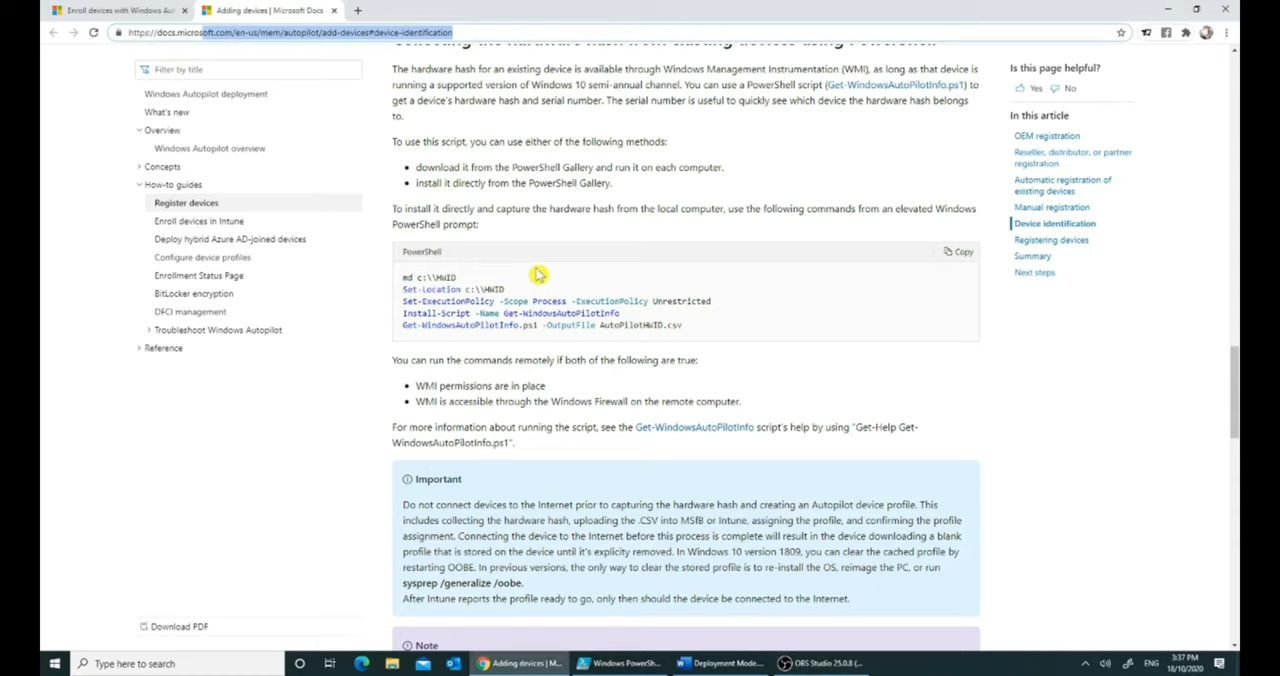 Enroll devices with Windows Aut
Adding devices | Microsoft Docs
https://docs.microsoft.com/en-us/mem/autopilot/add-devices#device-identification
Filter by title
Windows Autopilot deployment
What's new
Overview
Windows Autopilot overview
Concepts
How-to guides
Register devices
Enroll devices in Intune
Deploy hybrid Azure AD-joined devices
Configure device profiles
Enrollment Status Page
BitLocker encryption
DFCI management
Troubleshoot Windows Autopilot
Reference
Download PDF
Collecting the hardware hash from existing devices using PowerShell
The hardware hash for an existing device is available through Windows Management Instrumentation (WMI), as long as that device is
running a supported version of Windows 10 semi-annual channel. You can use a PowerShell script (Get-WindowsAutoPilotInfo.ps1) to
get a device's hardware hash and serial number. The serial number is useful to quickly see which device the hardware hash belongs
to.
To use this script, you can use either of the following methods:
• download it from the PowerShell Gallery and run it on each computer.
• install it directly from the PowerShell Gallery.
To install it directly and capture the hardware hash from the local computer, use the following commands from an elevated Windows
PowerShell prompt:
PowerShell
Copy
md c:\\HWID
Set-Location c:\\HWID
Set-ExecutionPolicy -Scope Process -ExecutionPolicy Unrestricted
Install-Script -Name Get-WindowsAutoPilotInfo
Get-WindowsAutoPilotInfo.ps1 -OutputFile AutoPilotHWID.csv
You can run the commands remotely if both of the following are true:
• WMI permissions are in place
• WMI is accessible through the Windows Firewall on the remote computer.
For more information about running the script, see the Get-WindowsAutoPilotInfo script's help by using "Get-Help Get-
WindowsAutoPilotInfo.ps1".
Important
Do not connect devices to the Internet prior to capturing the hardware hash and creating an Autopilot device profile. This
includes collecting the hardware hash, uploading the .CSV into MSfB or Intune, assigning the profile, and confirming the profile
assignment. Connecting the device to the Internet before this process is complete will result in the device downloading a blank
profile that is stored on the device until it's explicity removed. In Windows 10 version 1809, you can clear the cached profile by
restarting OOBE. In previous versions, the only way to clear the stored profile is to re-install the OS, reimage the PC, or run
sysprep /generalize /oobe.
After Intune reports the profile ready to go, only then should the device be connected to the Internet.
Note
Is this page helpful?
Yes No
In this article
OEM registration
Reseller, distributor, or partner
registration
Automatic registration of
existing devices
Manual registration
Device identification
Registering devices
Summary
Next steps
Type here to search
Adding devices | M...
Windows PowerSh...
Deployment Mode...
OBS Studio 25.0.8 (...
ENG
3:37 PM
18/10/2020